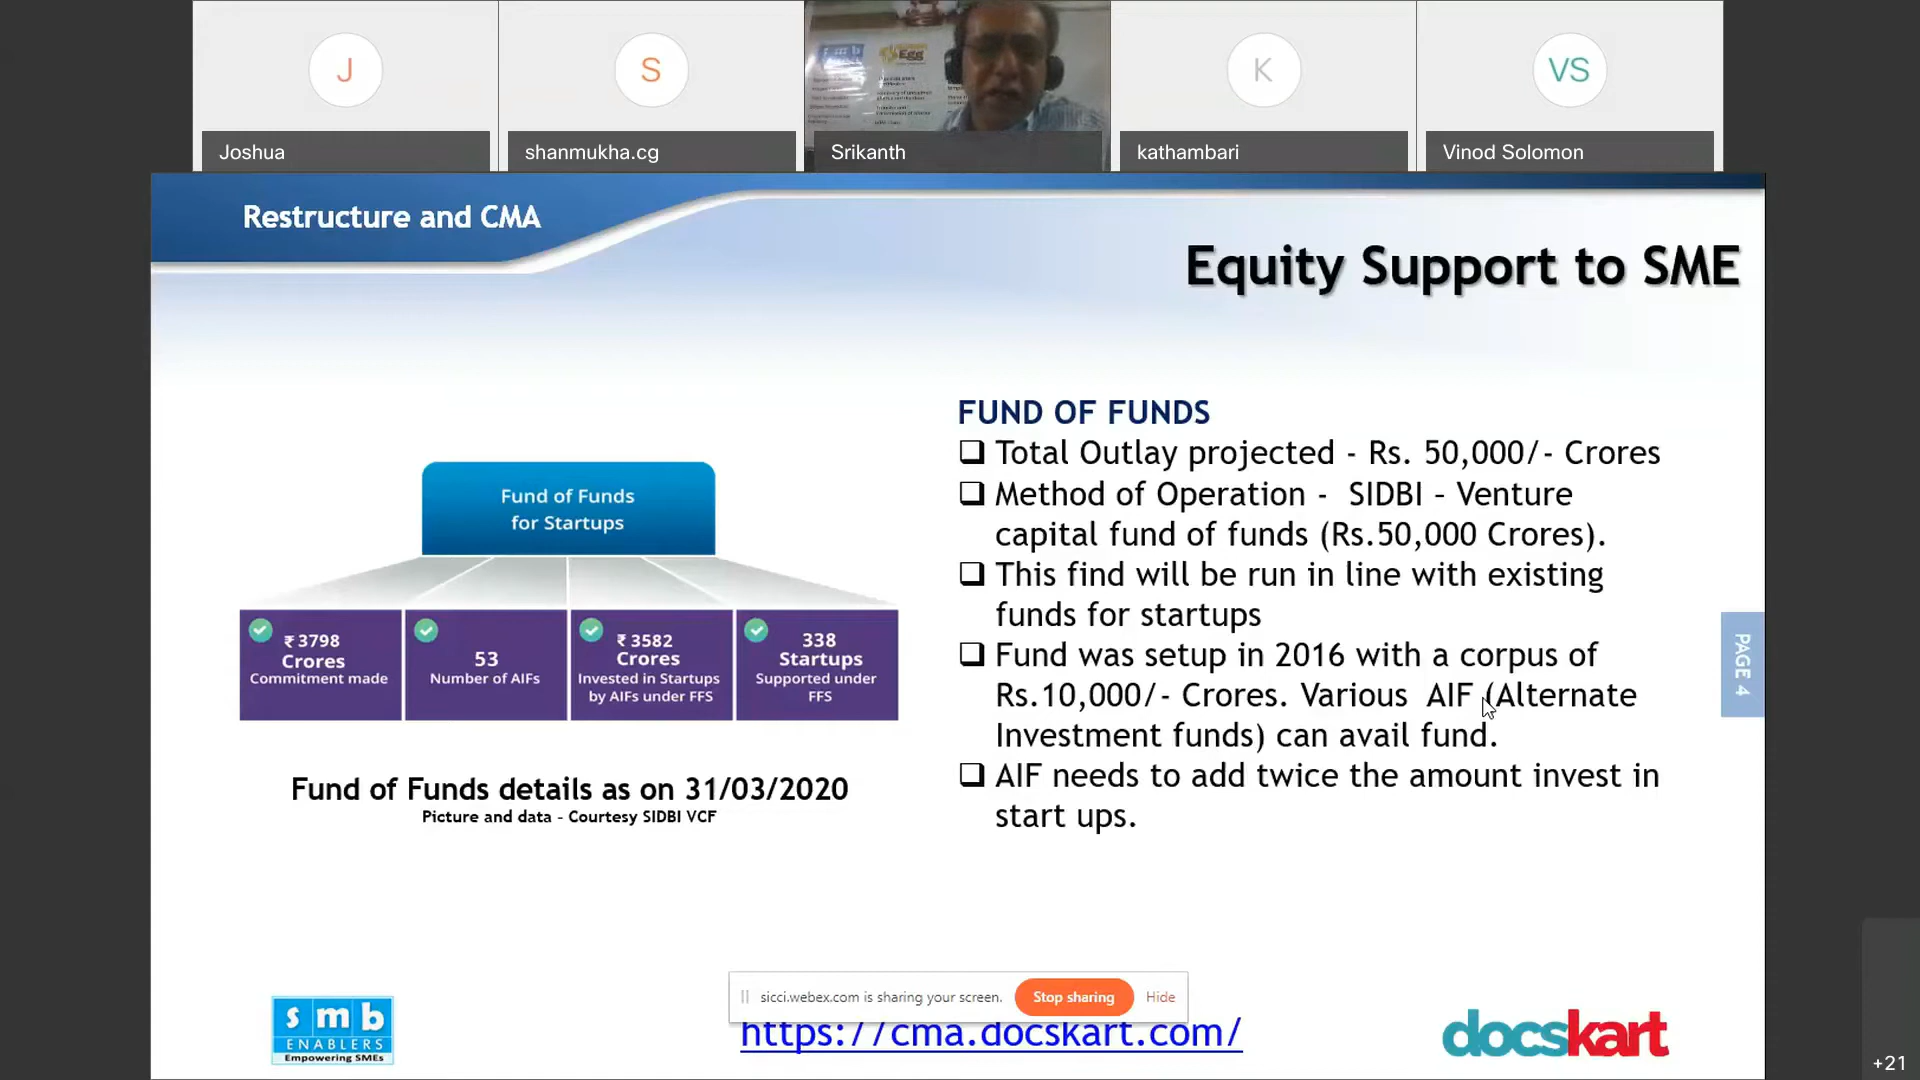 J
S
Egg
K
VS
Joshua
shanmukha.cg
Srikanth
kathambari
Vinod Solomon
Restructure and CMA
Equity Support to SME
Fund of Funds
for Startups
₹ 3798
Crores
Commitment made
53
Number of AIFs
₹ 3582
Crores
Invested in Startups
by AIFs under FFS
338
Startups
Supported under
FFS
Fund of Funds details as on 31/03/2020
Picture and data - Courtesy SIDBI VCF
FUND OF FUNDS
❑ Total Outlay projected - Rs. 50,000/- Crores
❑ Method of Operation - SIDBI – Venture
capital fund of funds (Rs.50,000 Crores).
❑ This find will be run in line with existing
funds for startups
❑ Fund was setup in 2016 with a corpus of
Rs.10,000/- Crores. Various AIF (Alternate
Investment funds) can avail fund.
❑ AIF needs to add twice the amount invest in
start ups.
PAGE 4
sicci.webex.com is sharing your screen.
Stop sharing
Hide
s m b
ENABLERS
Empowering SMEs
https://cma.docskart.com/
docskart
+21